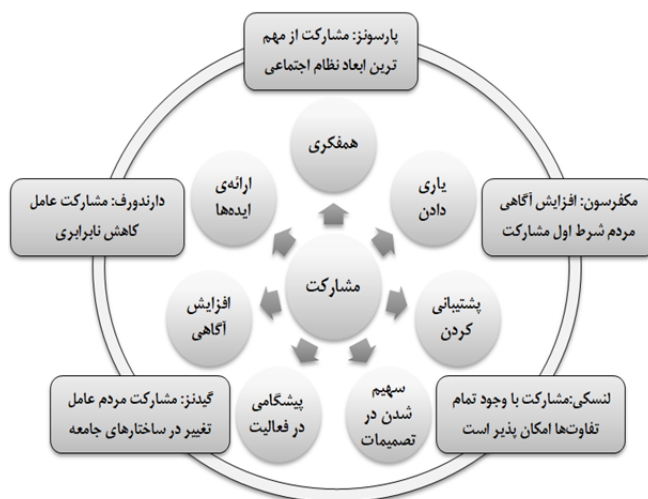 پارسونز: مشارکت از مهم
ترین ابعاد نظام اجتماعی
همفکری
یاری
دادن
ارائه‌ی
ایده‌ها
مکفرسون: افزایش آگاهی
مردم شرط اول مشارکت
دارندورف: مشارکت عامل
کاهش نابرابری
مشارکت
پشتیبانی
کردن
افزایش
آگاهی
سهیم
شدن در
تصمیمات
پیشگامی
در فعالیت
لنسکی:مشارکت با وجود تمام
تفاوت‌ها امکان پذیر است
گیدنز: مشارکت مردم عامل
تغییر در ساختارهای جامعه